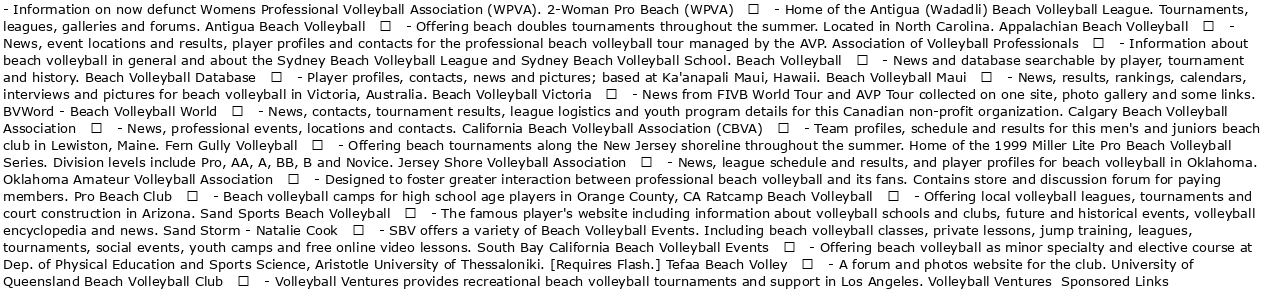 - Information on now defunct Womens Professional Volleyball Association (WPVA). 2-Woman Pro Beach (WPVA) □ - Home of the Antigua (Wadadli) Beach Volleyball League. Tournaments,
leagues, galleries and forums. Antigua Beach Volleyball □ - Offering beach doubles tournaments throughout the summer. Located in North Carolina. Appalachian Beach Volleyball □ -
News, event locations and results, player profiles and contacts for the professional beach volleyball tour managed by the AVP. Association of Volleyball Professionals □ - Information about
beach volleyball in general and about the Sydney Beach Volleyball League and Sydney Beach Volleyball School. Beach Volleyball □ - News and database searchable by player, tournament
and history. Beach Volleyball Database □ - Player profiles, contacts, news and pictures; based at Ka'anapali Maui, Hawaii. Beach Volleyball Maui □ - News, results, rankings, calendars,
interviews and pictures for beach volleyball in Victoria, Australia. Beach Volleyball Victoria □ - News from FIVB World Tour and AVP Tour collected on one site, photo gallery and some links.
BVWord - Beach Volleyball World □ - News, contacts, tournament results, league logistics and youth program details for this Canadian non-profit organization. Calgary Beach Volleyball
Association □ - News, professional events, locations and contacts. California Beach Volleyball Association (CBVA) □ - Team profiles, schedule and results for this men's and juniors beach
club in Lewiston, Maine. Fern Gully Volleyball □ - Offering beach tournaments along the New Jersey shoreline throughout the summer. Home of the 1999 Miller Lite Pro Beach Volleyball
Series. Division levels include Pro, AA, A, BB, B and Novice. Jersey Shore Volleyball Association □ - News, league schedule and results, and player profiles for beach volleyball in Oklahoma.
Oklahoma Amateur Volleyball Association □ - Designed to foster greater interaction between professional beach volleyball and its fans. Contains store and discussion forum for paying
members. Pro Beach Club □ - Beach volleyball camps for high school age players in Orange County, CA Ratcamp Beach Volleyball □ - Offering local volleyball leagues, tournaments and
court construction in Arizona. Sand Sports Beach Volleyball □ - The famous player's website including information about volleyball schools and clubs, future and historical events, volleyball
encyclopedia and news. Sand Storm - Natalie Cook □ - SBV offers a variety of Beach Volleyball Events. Including beach volleyball classes, private lessons, jump training, leagues,
tournaments, social events, youth camps and free online video lessons. South Bay California Beach Volleyball Events □ - Offering beach volleyball as minor specialty and elective course at
Dep. of Physical Education and Sports Science, Aristotle University of Thessaloniki. [Requires Flash.] Tefaa Beach Volley □ - A forum and photos website for the club. University of
Queensland Beach Volleyball Club □ - Volleyball Ventures provides recreational beach volleyball tournaments and support in Los Angeles. Volleyball Ventures Sponsored Links